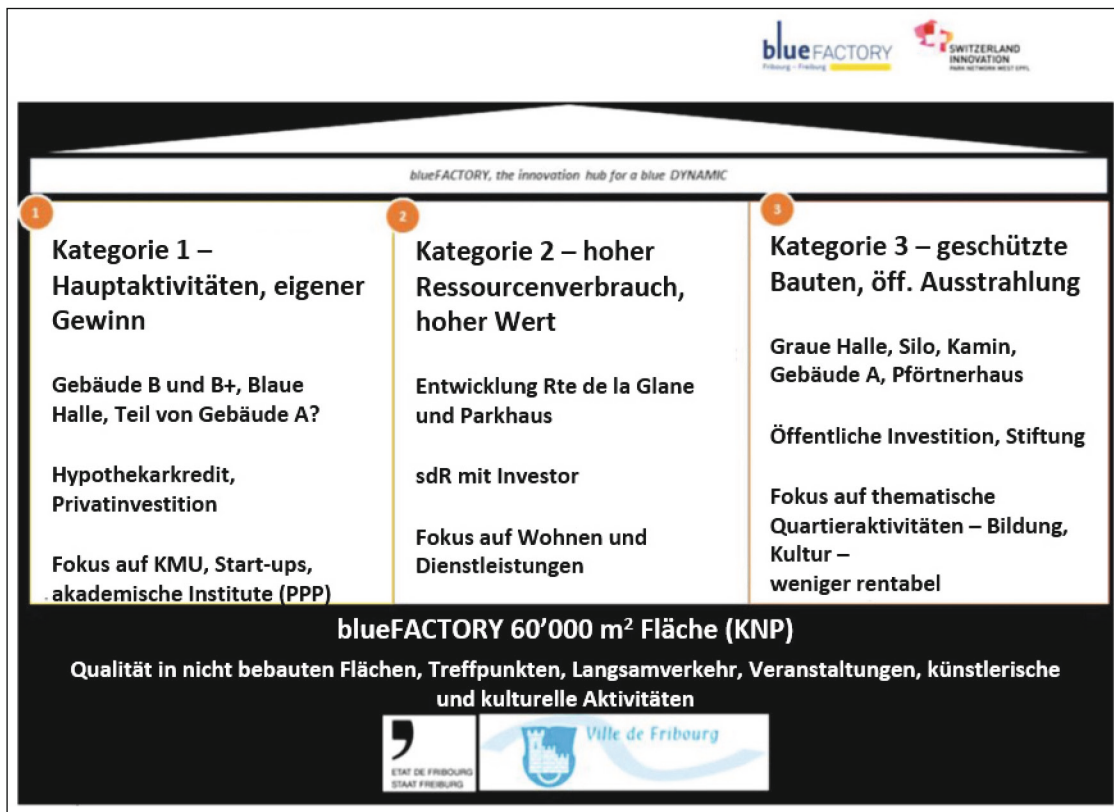 blueFACTORY
Fribourg – Freiburg
SWITZERLAND
INNOVATION
PARK NETWORK WEST EPFL
blueFACTORY, the innovation hub for a blue DYNAMIC
1
Kategorie 1 –
Hauptaktivitäten, eigener
Gewinn
Gebäude B und B+, Blaue
Halle, Teil von Gebäude A?
Hypothekarkredit,
Privatinvestition
Fokus auf KMU, Start-ups,
akademische Institute (PPP)
2
Kategorie 2 – hoher
Ressourcenverbrauch,
hoher Wert
Entwicklung Rte de la Glane
und Parkhaus
sdR mit Investor
Fokus auf Wohnen und
Dienstleistungen
3
Kategorie 3 – geschützte
Bauten, öff. Ausstrahlung
Graue Halle, Silo, Kamin,
Gebäude A, Pförtnerhaus
Öffentliche Investition, Stiftung
Fokus auf thematische
Quartieraktivitäten – Bildung,
Kultur –
weniger rentabel
blueFACTORY 60'000 m² Fläche (KNP)
Qualität in nicht bebauten Flächen, Treffpunkten, Langsamverkehr, Veranstaltungen, künstlerische
und kulturelle Aktivitäten
ETAT DE FRIBOURG
STAAT FREIBURG
Ville de Fribourg